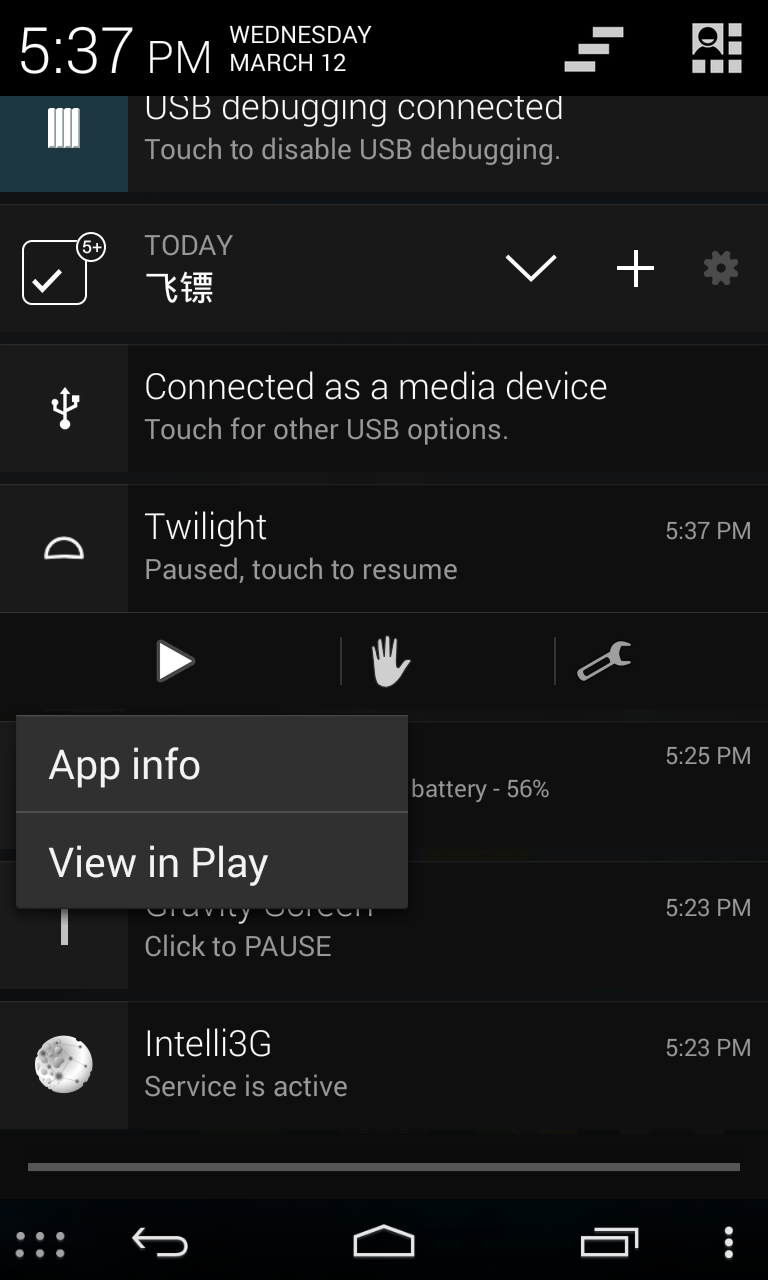 5:37 PM
WEDNESDAY
MARCH 12
USB debugging connected
Touch to disable USB debugging.
5+
TODAY
飞镖
Connected as a media device
Touch for other USB options.
Twilight
5:37 PM
Paused, touch to resume
5:25 PM
App info
battery - 56%
View in Play
Gravity Screen
5:23 PM
Click to PAUSE
Intelli3G
5:23 PM
Service is active